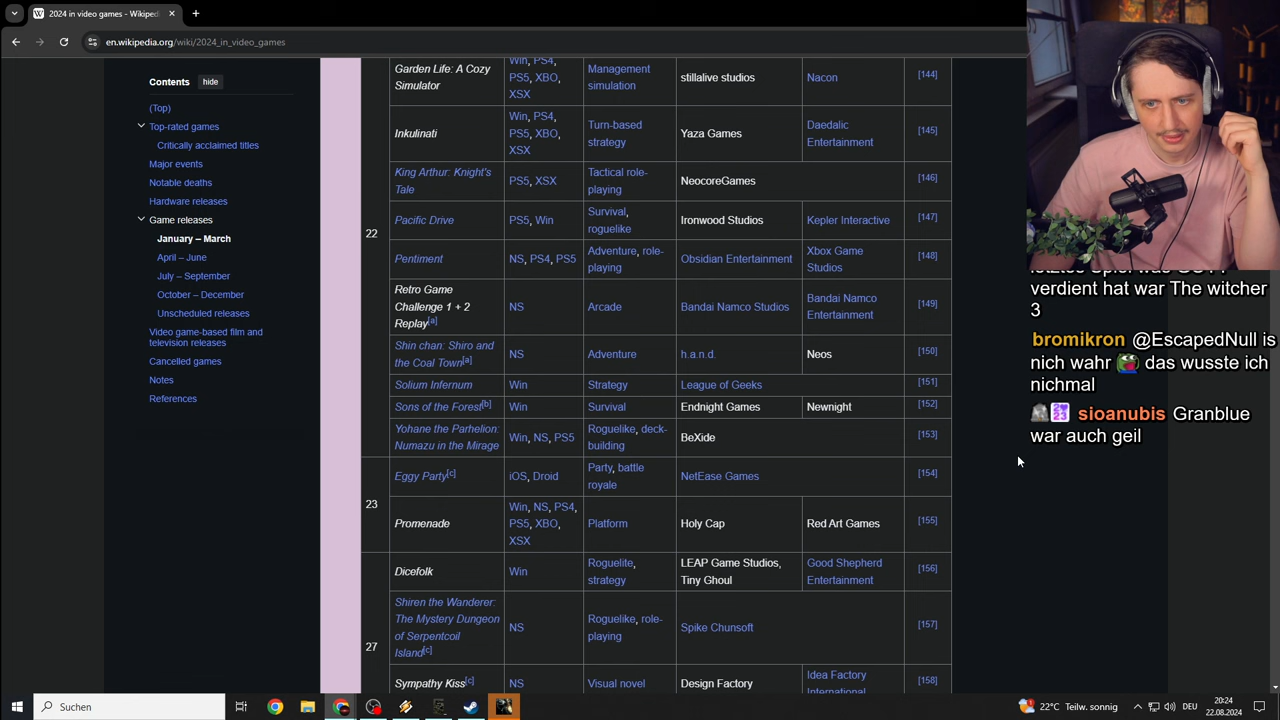 2024 in video games - Wikiped
en.wikipedia.org/wiki/2024_in_video_games
Contents hide
(Top)
Top-rated games
Critically acclaimed titles
Major events
Notable deaths
Hardware releases
Game releases
January – March
April – June
July – September
October – December
Unscheduled releases
Video game-based film and
television releases
Cancelled games
Notes
References
22
Garden Life: A Cozy
Simulator
Win, PS4,
PS5, XBO,
XSX
Management
simulation
stillalive studios
Nacon
[144]
Inkulinati
Win, PS4,
PS5, XBO,
XSX
Turn-based
strategy
Yaza Games
Daedalic
Entertainment
[145]
King Arthur: Knight's
Tale
PS5, XSX
Tactical role-
playing
NeocoreGames
[146]
Pacific Drive
PS5, Win
Survival,
roguelike
Ironwood Studios
Kepler Interactive
[147]
Pentiment
NS, PS4, PS5
Adventure, role-
playing
Obsidian Entertainment
Xbox Game
Studios
[148]
Retro Game
Challenge 1 + 2
Replay[a]
NS
Arcade
Bandai Namco Studios
Bandai Namco
Entertainment
[149]
Shin chan: Shiro and
the Coal Town[a]
NS
Adventure
h.a.n.d.
Neos
[150]
Solium Infernum
Win
Strategy
League of Geeks
[151]
Sons of the Forest[b]
Win
Survival
Endnight Games
Newnight
[152]
Yohane the Parhelion:
Numazu in the Mirage
Win, NS, PS5
Roguelike, deck-
building
BeXide
[153]
23
Eggy Party[c]
iOS, Droid
Party, battle
royale
NetEase Games
[154]
Promenade
Win, NS, PS4,
PS5, XBO,
XSX
Platform
Holy Cap
Red Art Games
[155]
27
Dicefolk
Win
Roguelite,
strategy
LEAP Game Studios,
Tiny Ghoul
Good Shepherd
Entertainment
[156]
Shiren the Wanderer:
The Mystery Dungeon
of Serpentcoil
Island[c]
NS
Roguelike, role-
playing
Spike Chunsoft
[157]
Sympathy Kiss[c]
NS
Visual novel
Design Factory
Idea Factory
International
[158]
verdient hat war The witcher
3
bromikron @EscapedNull is
nich wahr das wusste ich
nichmal
sioanubis Granblue
war auch geil
Suchen
22°C Teilw. sonnig
DEU
20:24
22.08.2024